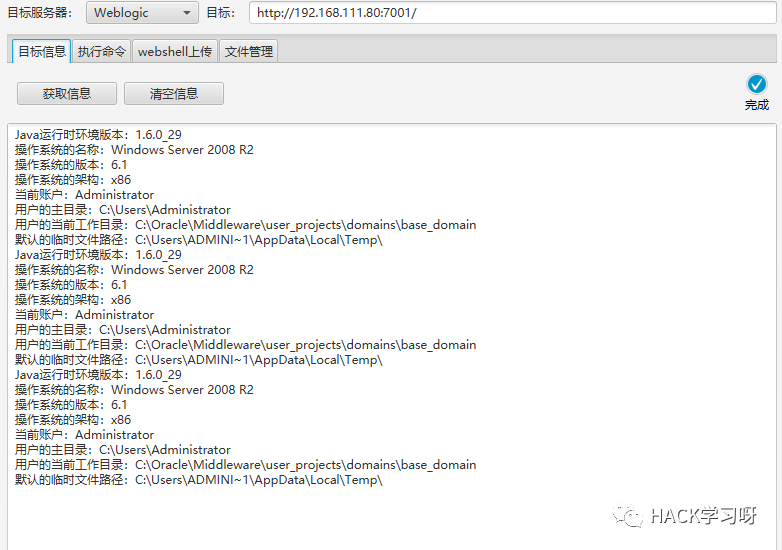 目标服务器： Weblogic 目标： http://192.168.111.80:7001/
目标信息 执行命令 webshell上传 文件管理
获取信息 清空信息
完成
Java运行时环境版本：1.6.0_29
操作系统的名称：Windows Server 2008 R2
操作系统的版本：6.1
操作系统的架构：x86
当前账户：Administrator
用户的主目录：C:\Users\Administrator
用户的当前工作目录：C:\Oracle\Middleware\user_projects\domains\base_domain
默认的临时文件路径：C:\Users\ADMINI~1\AppData\Local\Temp\
Java运行时环境版本：1.6.0_29
操作系统的名称：Windows Server 2008 R2
操作系统的版本：6.1
操作系统的架构：x86
当前账户：Administrator
用户的主目录：C:\Users\Administrator
用户的当前工作目录：C:\Oracle\Middleware\user_projects\domains\base_domain
默认的临时文件路径：C:\Users\ADMINI~1\AppData\Local\Temp\
Java运行时环境版本：1.6.0_29
操作系统的名称：Windows Server 2008 R2
操作系统的版本：6.1
操作系统的架构：x86
当前账户：Administrator
用户的主目录：C:\Users\Administrator
用户的当前工作目录：C:\Oracle\Middleware\user_projects\domains\base_domain
默认的临时文件路径：C:\Users\ADMINI~1\AppData\Local\Temp\
HACK学习呀